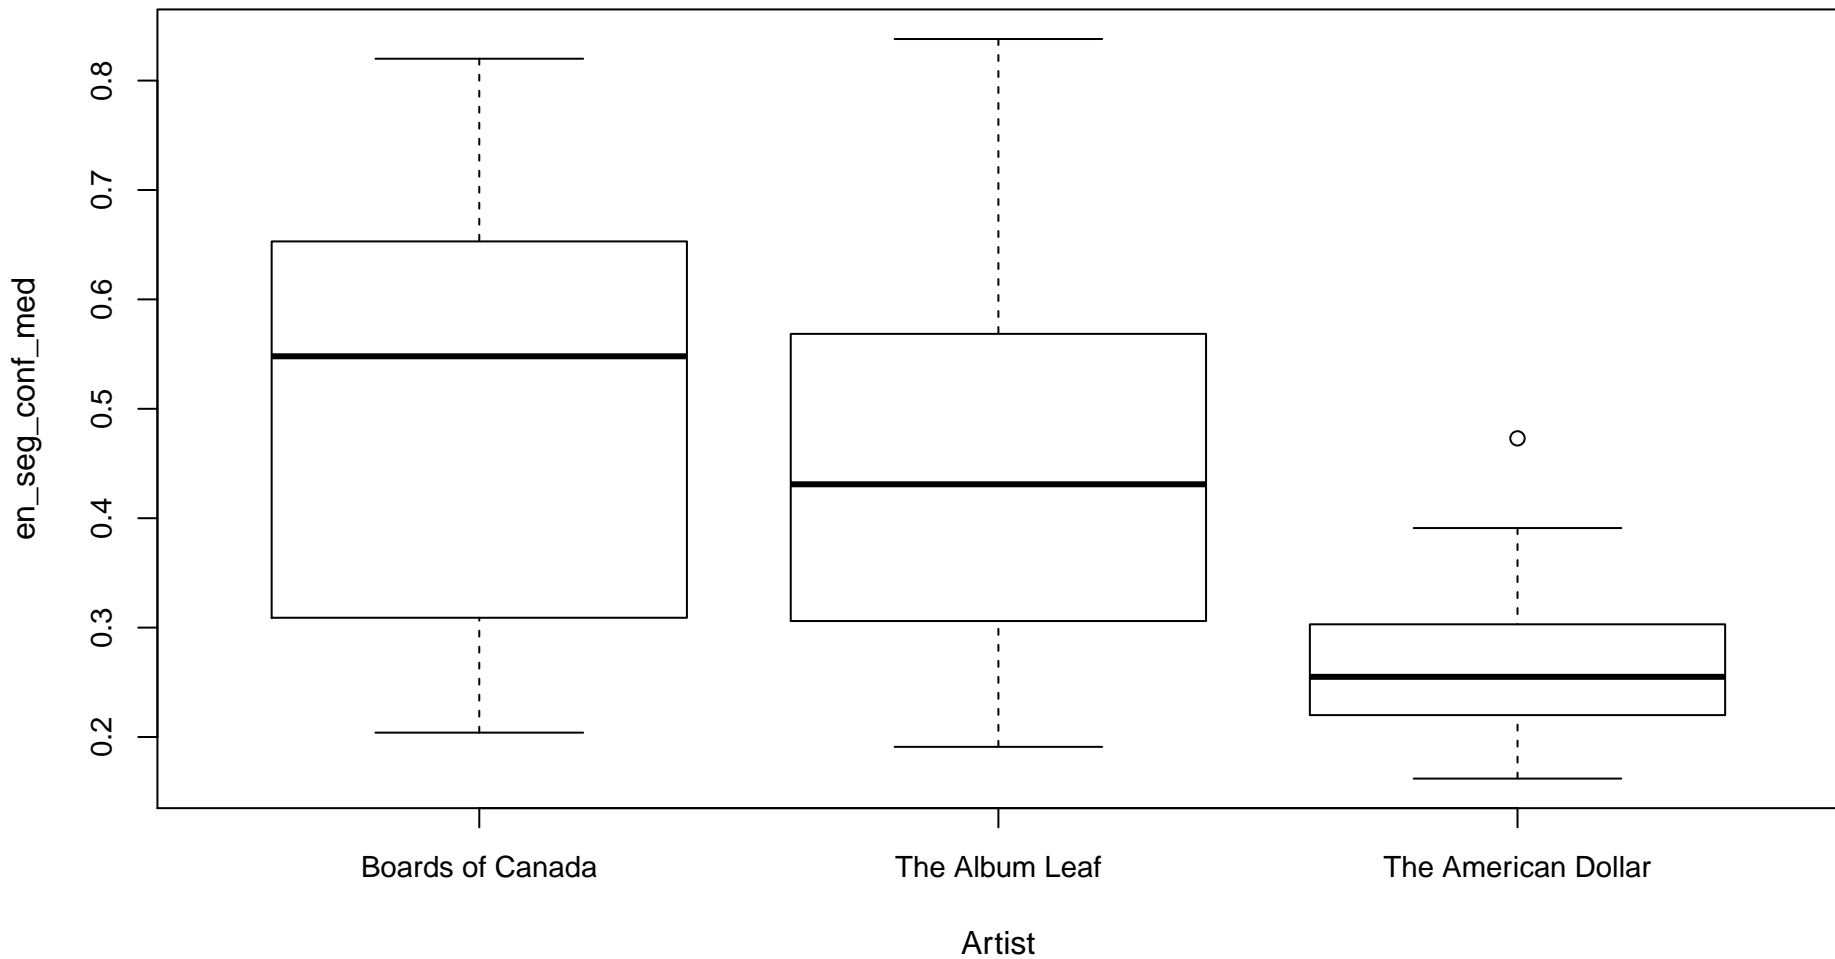 en_seg_conf_med
0.8
0.7
0.6
0.5
0.4
0.3
0.2
Boards of Canada
The Album Leaf
The American Dollar
Artist